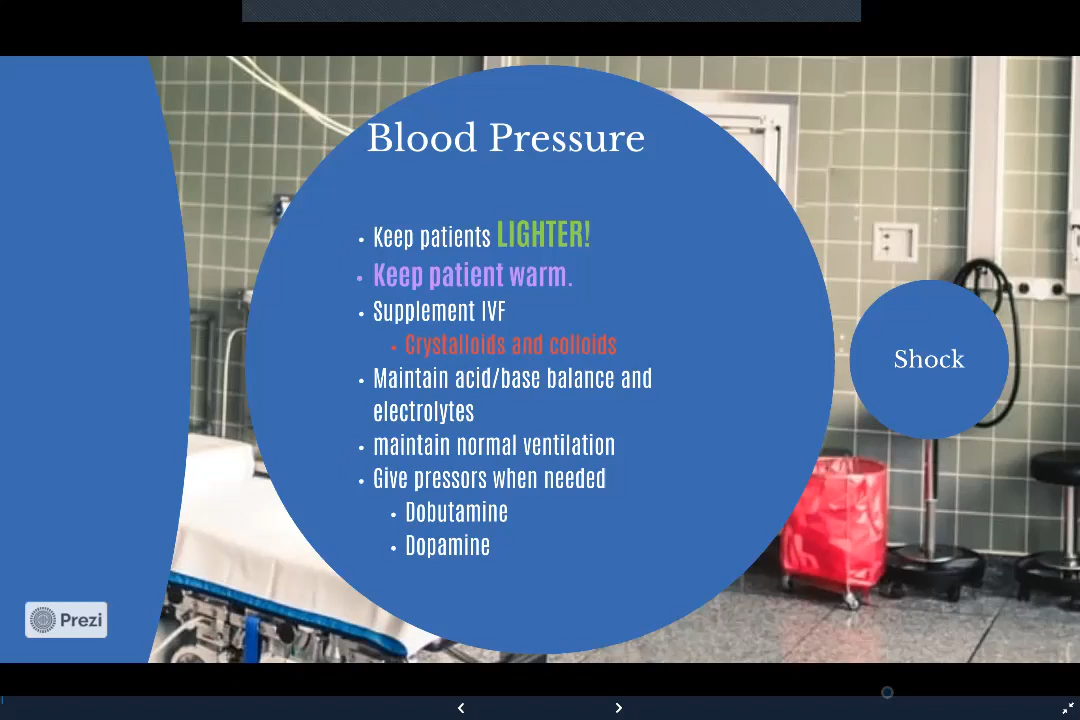 Blood Pressure
Keep patients LIGHTER!
Keep patient warm.
Supplement IVF
Crystalloids and colloids
Maintain acid/base balance and
electrolytes
maintain normal ventilation
Give pressors when needed
Dobutamine
Dopamine
Shock
Prezi